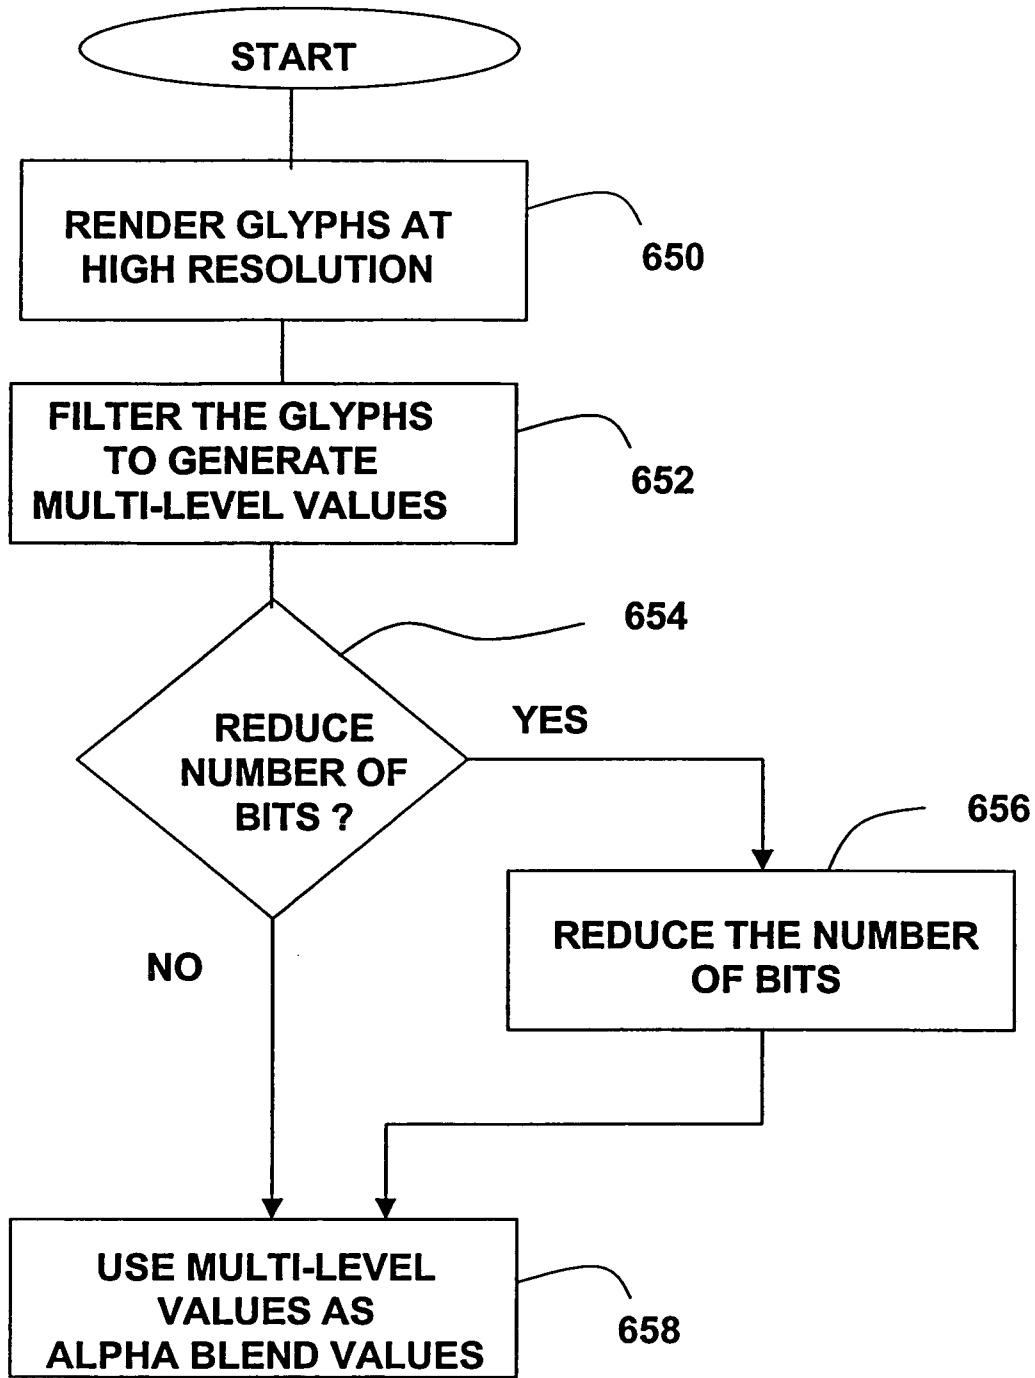 START
RENDER GLYPHS AT
HIGH RESOLUTION
650
FILTER THE GLYPHS
TO GENERATE
MULTI-LEVEL VALUES
652
654
REDUCE
NUMBER OF
BITS ?
YES
656
REDUCE THE NUMBER
OF BITS
NO
USE MULTI-LEVEL
VALUES AS
ALPHA BLEND VALUES
658